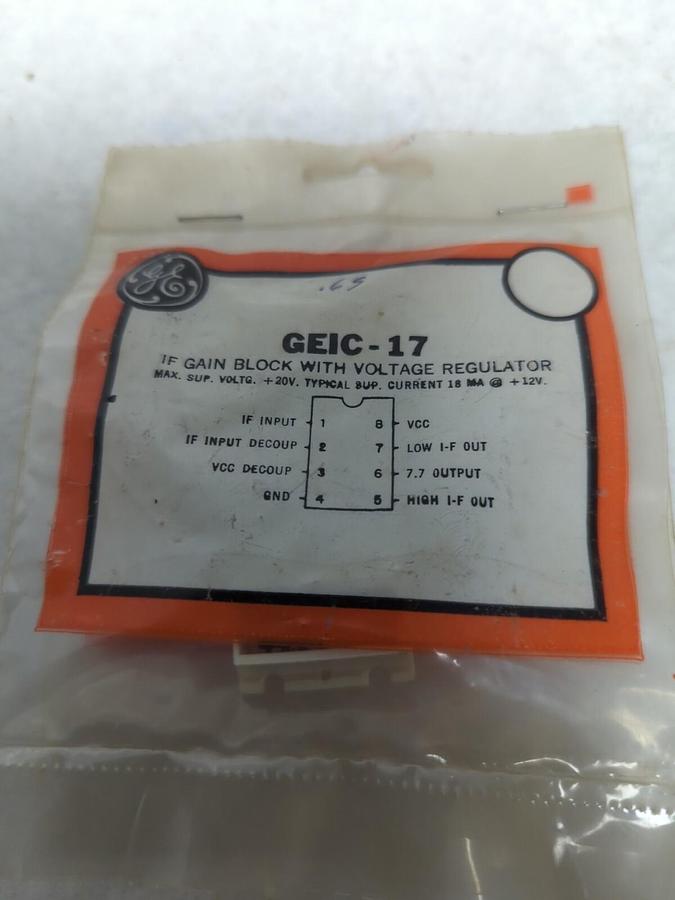 GE
.65
GEIC-17
IF GAIN BLOCK WITH VOLTAGE REGULATOR
MAX. SUP. VOLTG. +20V. TYPICAL SUP. CURRENT 18 MA @ +12V.
IF INPUT 1 8 VCC
IF INPUT DECOUP 2 7 LOW I-F OUT
VCC DECOUP 3 6 7.7 OUTPUT
GND 4 5 HIGH I-F OUT